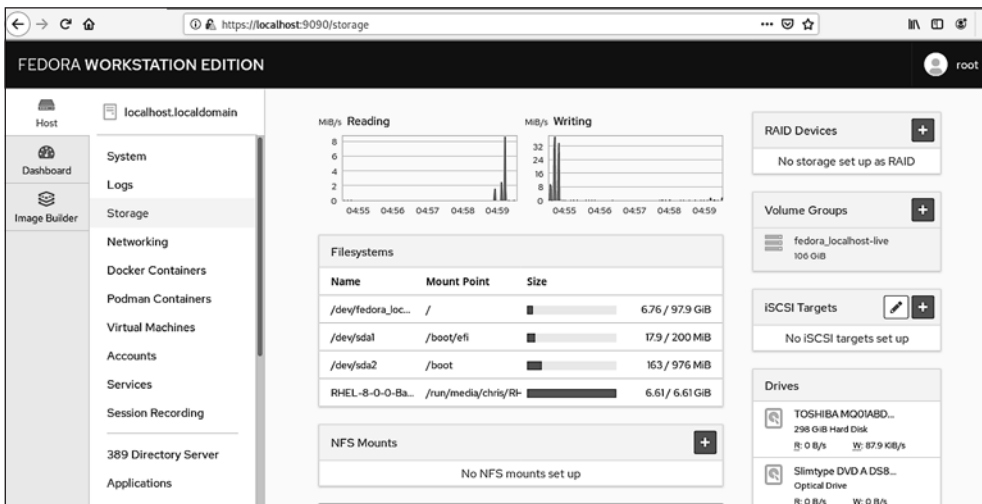 https://localhost:9090/storage
FEDORA WORKSTATION EDITION
root
Host
Dashboard
Image Builder
localhost.localdomain
System
Logs
Storage
Networking
Docker Containers
Podman Containers
Virtual Machines
Accounts
Services
Session Recording
389 Directory Server
Applications
MiB/s Reading
8
6
4
2
0
04:55 04:56 04:57 04:58 04:59
MiB/s Writing
32
24
16
8
0
04:55 04:56 04:57 04:58 04:59
Filesystems
Name Mount Point Size
/dev/fedora_loc... / 6.76 / 97.9 GiB
/dev/sda1 /boot/efi 17.9 / 200 MiB
/dev/sda2 /boot 163 / 976 MiB
RHEL-8-0-0-Ba... /run/media/chris/RH 6.61 / 6.61 GiB
NFS Mounts
No NFS mounts set up
RAID Devices
No storage set up as RAID
Volume Groups
fedora_localhost-live
106 GiB
iSCSI Targets
No iSCSI targets set up
Drives
TOSHIBA MQ01ABD...
298 GiB Hard Disk
R: 0 B/s W: 87.9 KiB/s
Slimtype DVD A DS8...
Optical Drive
R: 0 B/s W: 0 B/s